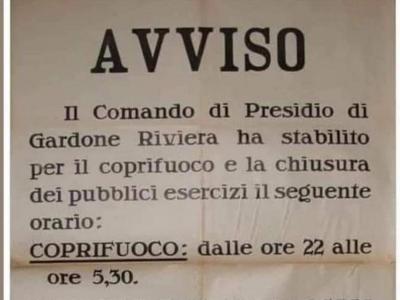 AVVISO
Il Comando di Presidio di
Gardone Riviera ha stabilito
per il coprifuoco e la chiusura
dei pubblici esercizi il seguente
orario:
COPRIFUOCO: dalle ore 22 alle
ore 5,30.